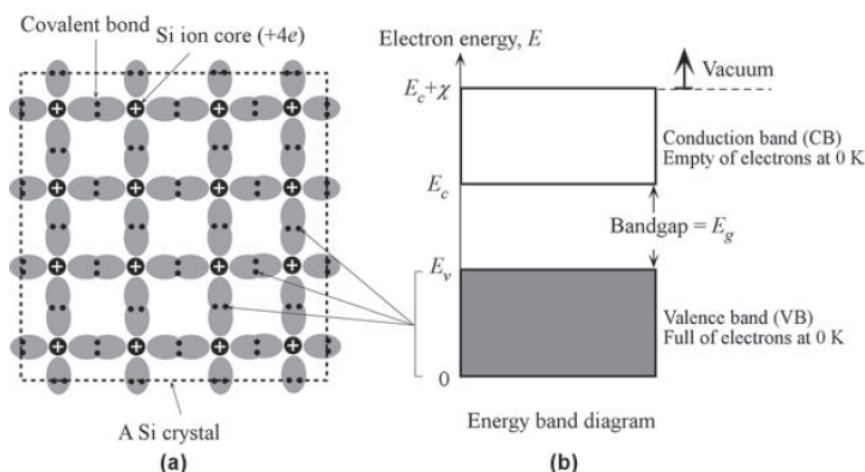 Covalent bond
Si ion core (+4e)
A Si crystal
(a)
Electron energy, E
E_c+χ
Vacuum
Conduction band (CB)
Empty of electrons at 0 K
E_c
Bandgap = E_g
E_v
Valence band (VB)
Full of electrons at 0 K
0
Energy band diagram
(b)